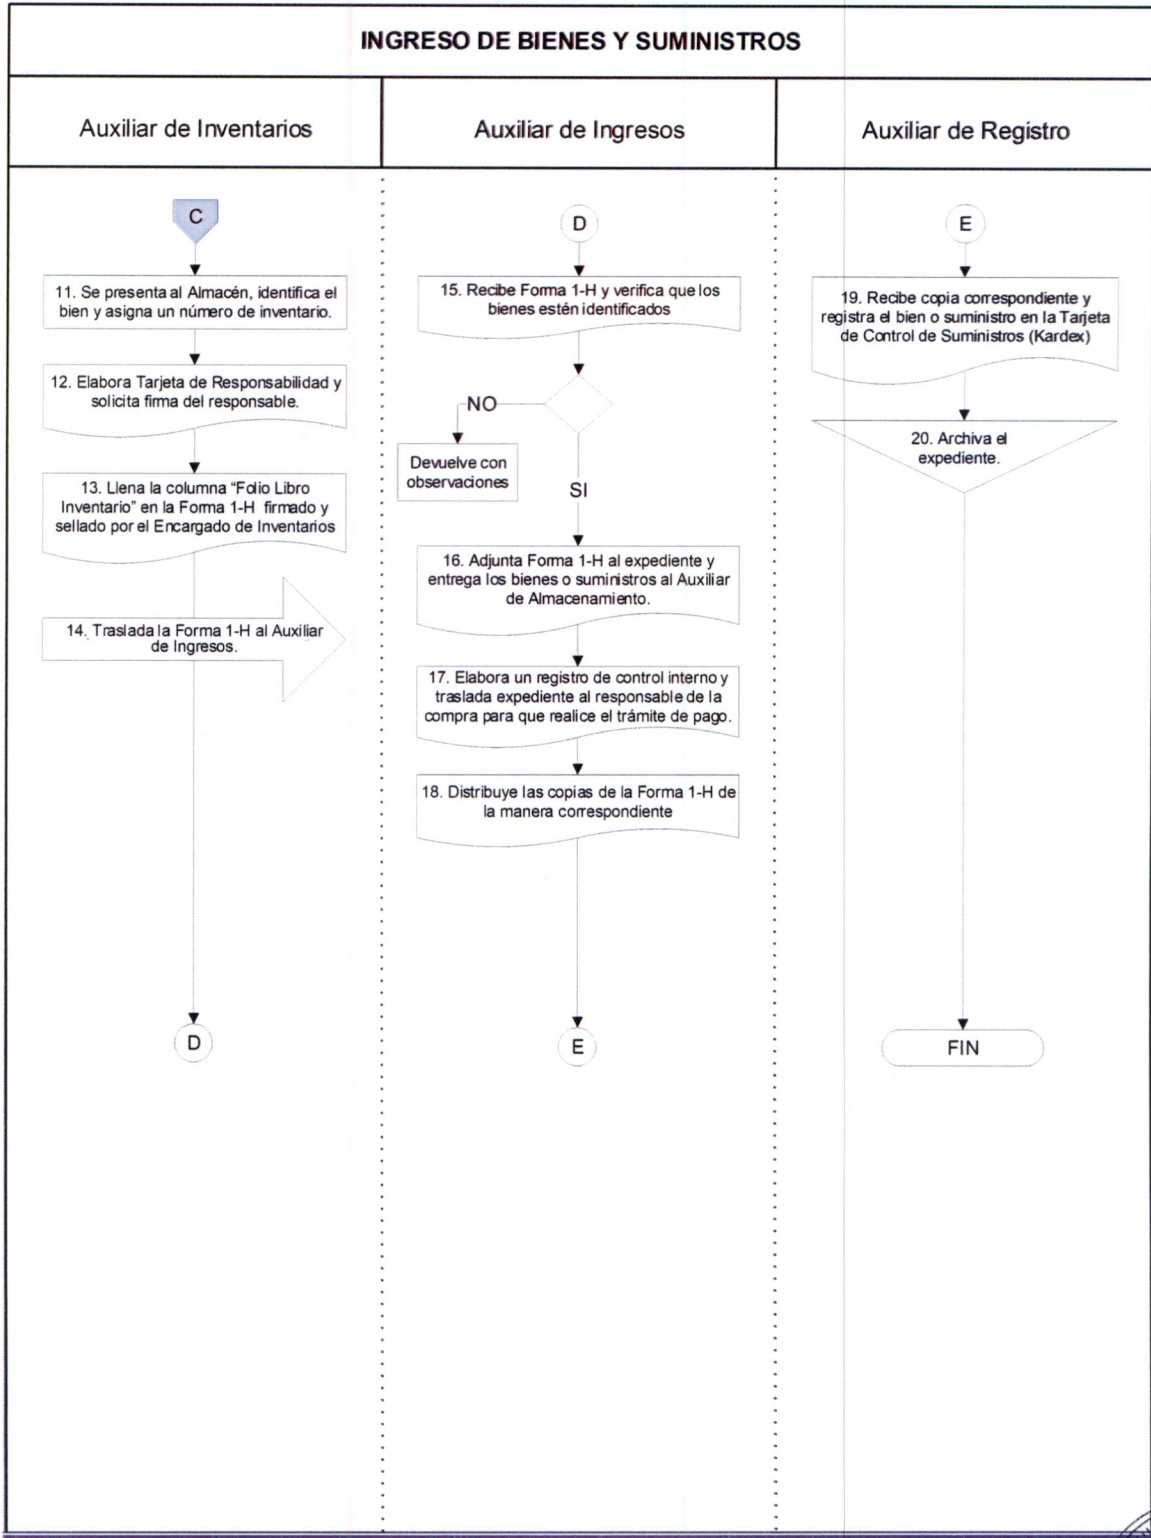 INGRESO DE BIENES Y SUMINISTROS
Auxiliar de Inventarios
Auxiliar de Ingresos
Auxiliar de Registro
C
11. Se presenta al Almacén, identifica el
bien y asigna un número de inventario.
12. Elabora Tarjeta de Responsabilidad y
solicita firma del responsable.
13. Llena la columna “Folio Libro
Inventario” en la Forma 1-H firmado y
sellado por el Encargado de Inventarios
14. Traslada la Forma 1-H al Auxiliar
de Ingresos.
D
D
15. Recibe Forma 1-H y verifica que los
bienes estén identificados
NO
Devuelve con
observaciones
SI
16. Adjunta Forma 1-H al expediente y
entrega los bienes o suministros al Auxiliar
de Almacenamiento.
17. Elabora un registro de control interno y
traslada expediente al responsable de la
compra para que realice el trámite de pago.
18. Distribuye las copias de la Forma 1-H de
la manera correspondiente
E
E
19. Recibe copia correspondiente y
registra el bien o suministro en la Tarjeta
de Control de Suministros (Kardex)
20. Archiva el
expediente.
FIN